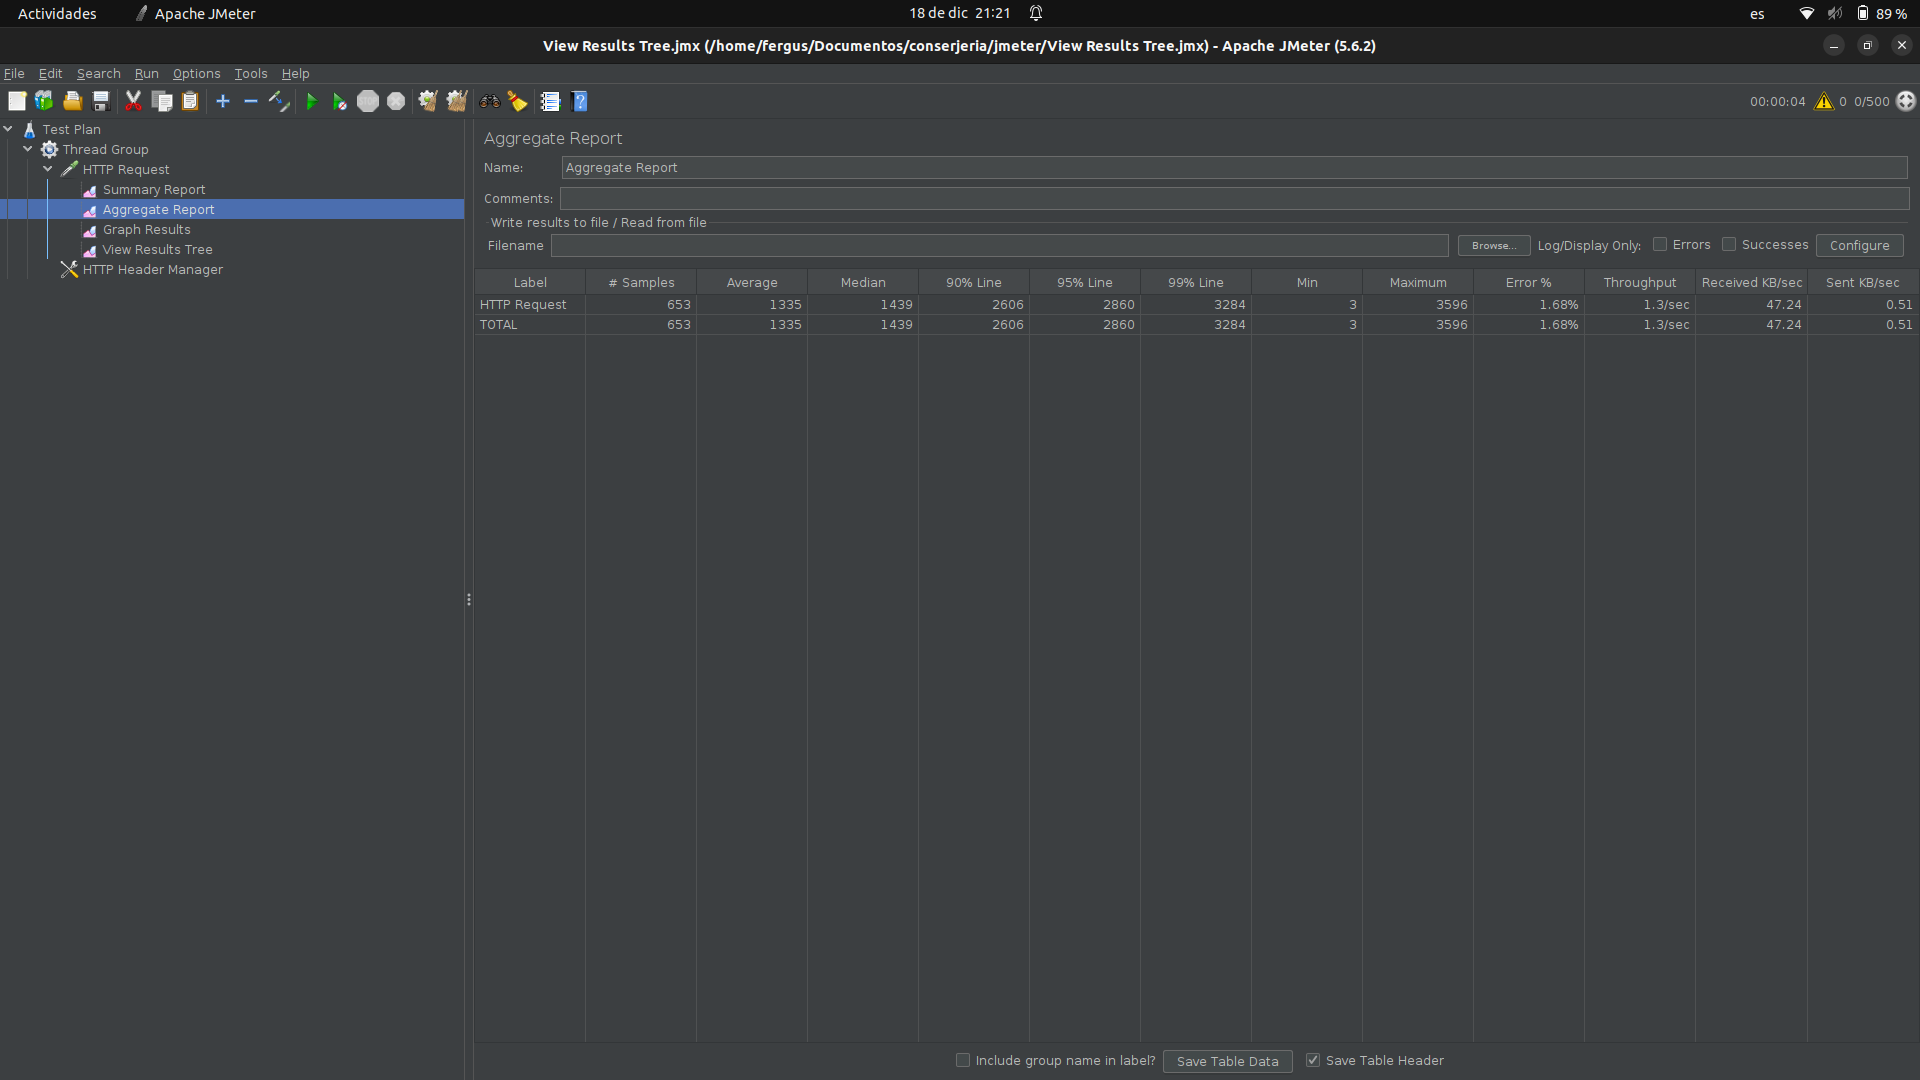 Actividades Apache JMeter 18 de dic 21:21 es 89 %
View Results Tree.jmx (/home/fergus/Documentos/conserjeria/jmeter/View Results Tree.jmx) - Apache JMeter (5.6.2)
File Edit Search Run Options Tools Help
00:00:04 0 0/500
Test Plan
Thread Group
HTTP Request
Summary Report
Aggregate Report
Graph Results
View Results Tree
HTTP Header Manager
Aggregate Report
Name: Aggregate Report
Comments:
Write results to file / Read from file
Filename Browse... Log/Display Only: Errors Successes Configure
Label # Samples Average Median 90% Line 95% Line 99% Line Min Maximum Error % Throughput Received KB/sec Sent KB/sec
HTTP Request 653 1335 1439 2606 2860 3284 3 3596 1.68% 1.3/sec 47.24 0.51
TOTAL 653 1335 1439 2606 2860 3284 3 3596 1.68% 1.3/sec 47.24 0.51
Include group name in label? Save Table Data Save Table Header